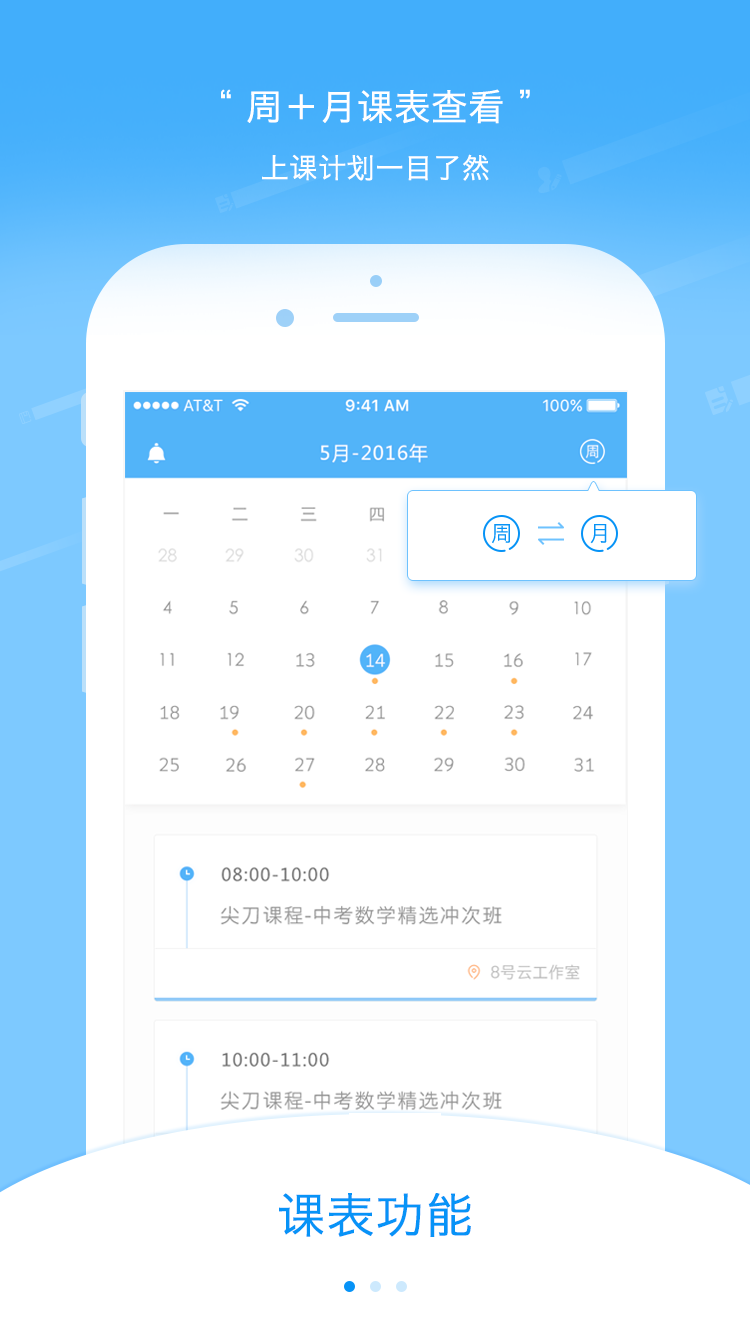 “ 周＋月课表查看 ”
上课计划一目了然
AT&T 9:41 AM 100%
5月-2016年 周
一 二 三 四
周 月
28 29 30 31
4 5 6 7 8 9 10
11 12 13 14 15 16 17
18 19 20 21 22 23 24
25 26 27 28 29 30 31
08:00-10:00
尖刀课程-中考数学精选冲次班
8号云工作室
10:00-11:00
尖刀课程-中考数学精选冲次班
课表功能